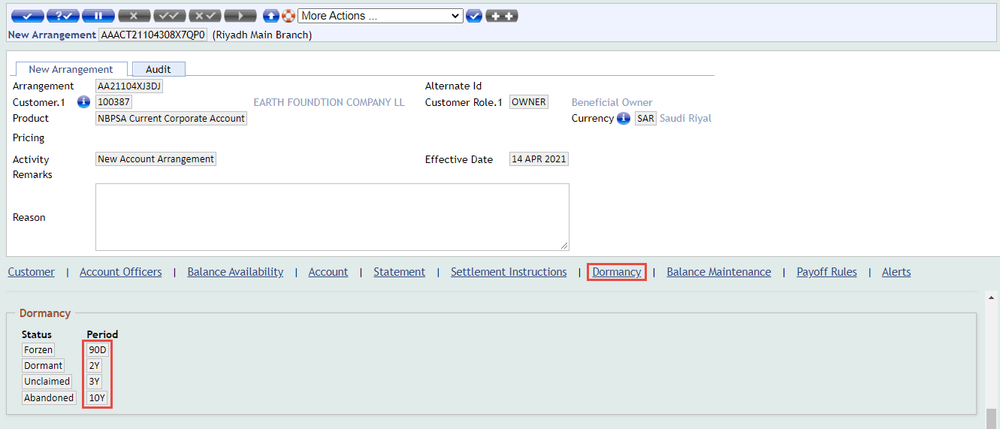 More Actions ...
New Arrangement AAACT21104308X7QP0 (Riyadh Main Branch)
New Arrangement Audit
Arrangement AA21104XJ3DJ Alternate Id
Customer.1 100387 EARTH FOUNDTION COMPANY LL Customer Role.1 OWNER Beneficial Owner
Product NBPSA Current Corporate Account Currency SAR Saudi Riyal
Pricing
Activity New Account Arrangement Effective Date 14 APR 2021
Remarks
Reason
Customer | Account Officers | Balance Availability | Account | Statement | Settlement Instructions | Dormancy | Balance Maintenance | Payoff Rules | Alerts
Dormancy
Status Period
Forzen 90D
Dormant 2Y
Unclaimed 3Y
Abandoned 10Y